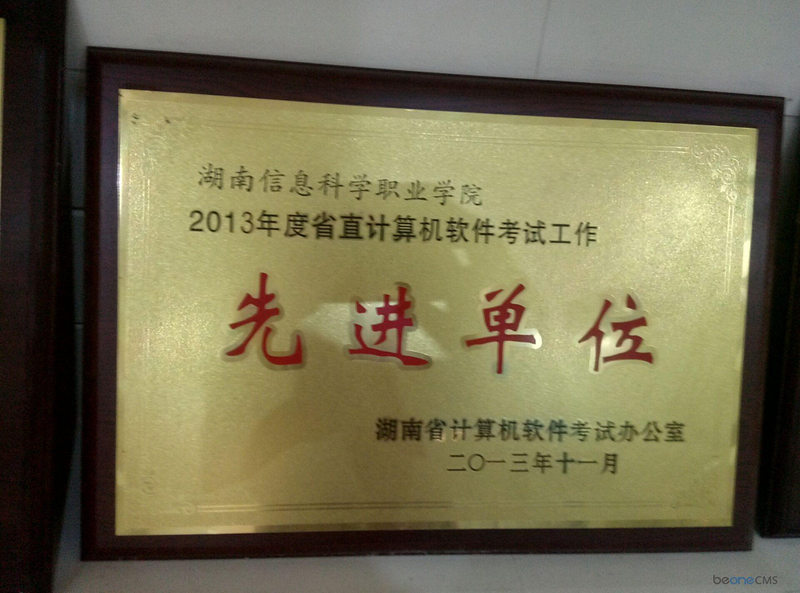 湖南信息科学职业学院
2013年度省直计算机软件考试工作
先进单位
湖南省计算机软件考试办公室
二〇一三年十一月
beoneCMS